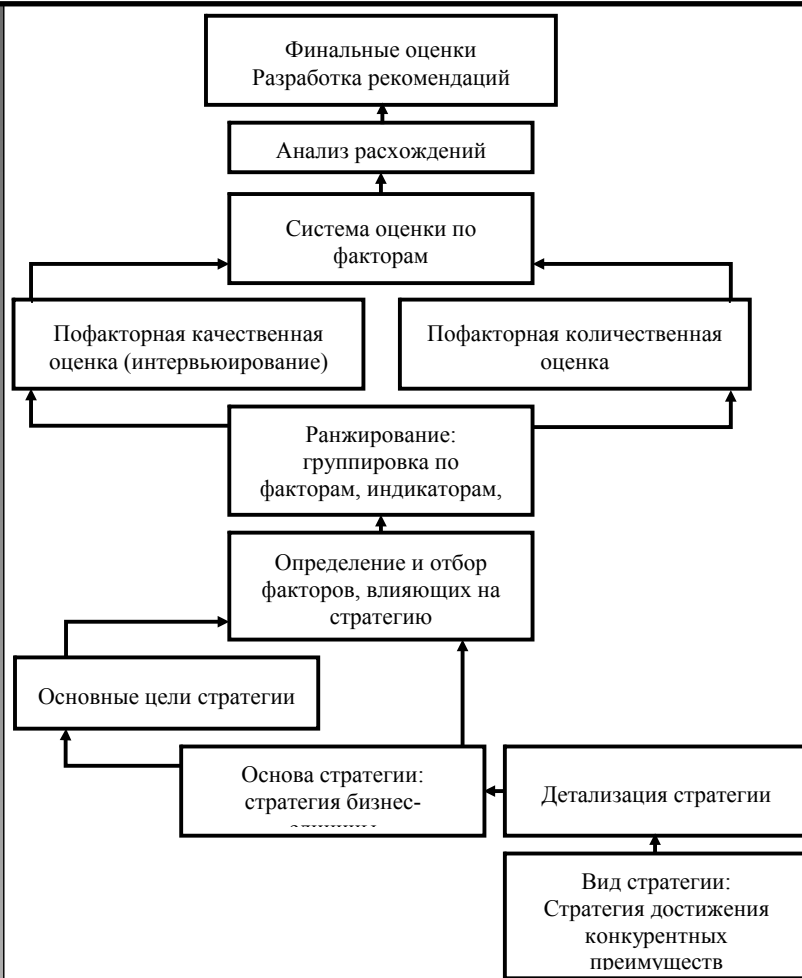 Финальные оценки
Разработка рекомендаций
Анализ расхождений
Система оценки по
факторам
Пофакторная качественная
оценка (интервьюирование)
Пофакторная количественная
оценка
Ранжирование:
группировка по
факторам, индикаторам,
Определение и отбор
факторов, влияющих на
стратегию
Основные цели стратегии
Основа стратегии:
стратегия бизнес-
Детализация стратегии
Вид стратегии:
Стратегия достижения
конкурентных
преимуществ